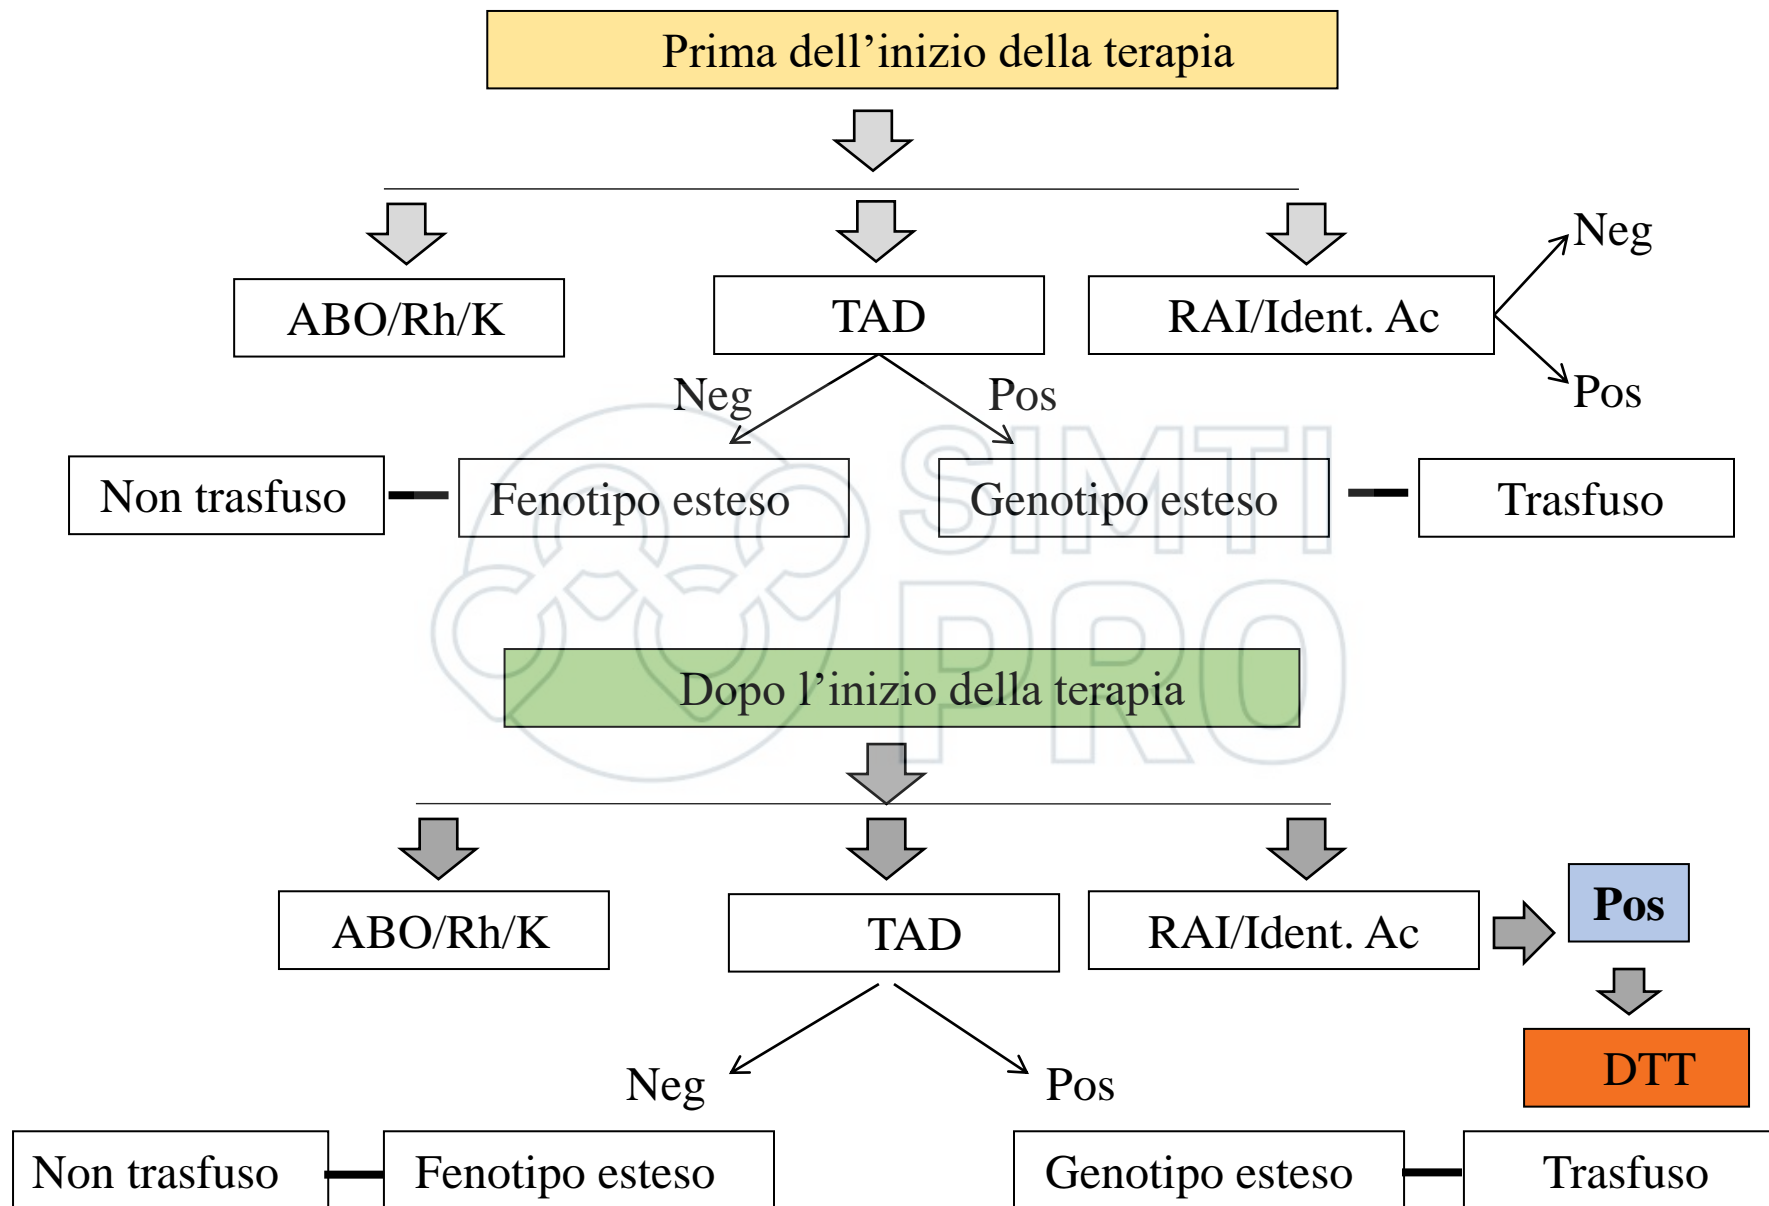 Prima dell’inizio della terapia
Neg
ABO/Rh/K
TAD
RAI/Ident. Ac
Neg
Pos
Pos
Non trasfuso
Fenotipo esteso
Genotipo esteso
Trasfuso
SIMTI
PRO
Dopo l’inizio della terapia
Pos
ABO/Rh/K
TAD
RAI/Ident. Ac
DTT
Neg
Pos
Non trasfuso
Fenotipo esteso
Genotipo esteso
Trasfuso